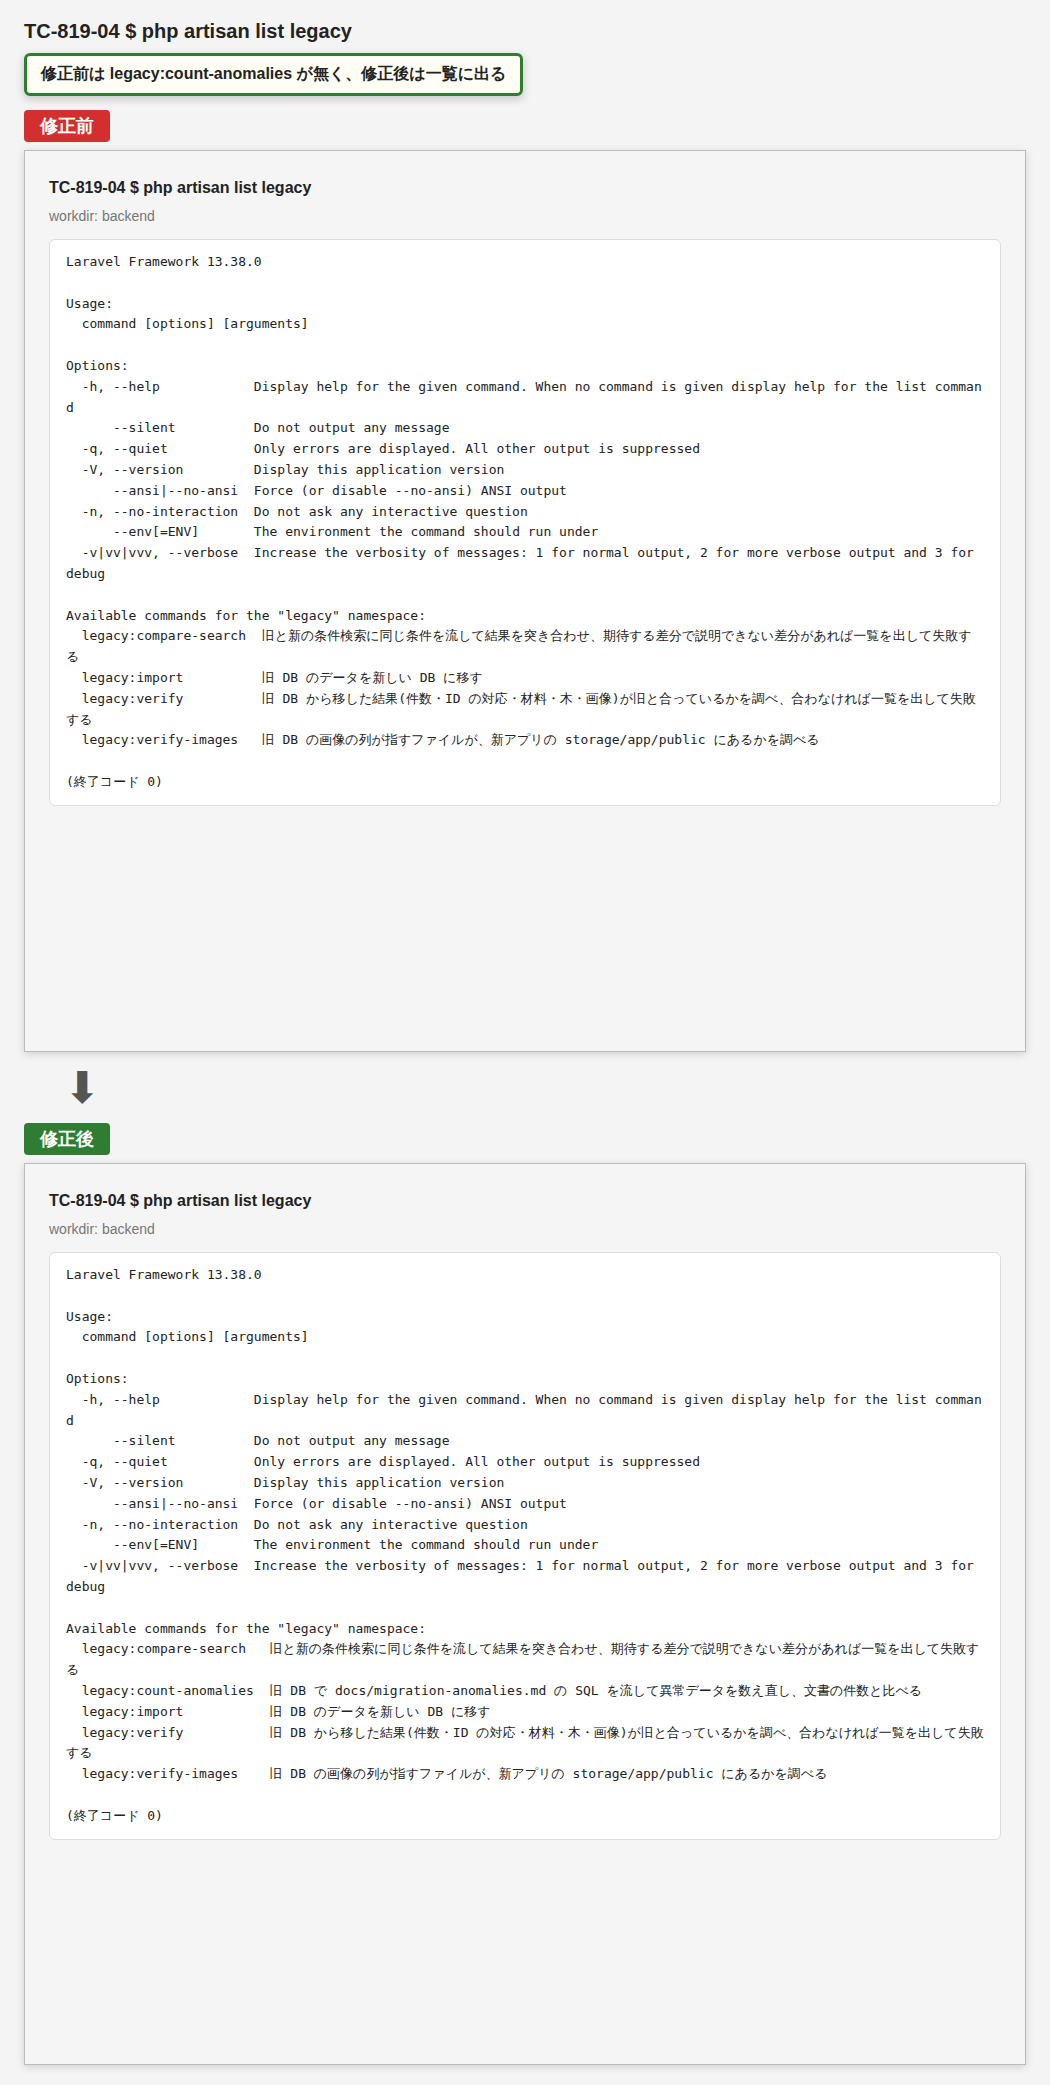 TC-819-04 $ php artisan list legacy
修正前は legacy:count-anomalies が無く、修正後は一覧に出る
修正前
TC-819-04 $ php artisan list legacy
workdir: backend
Laravel Framework 13.38.0
Usage:
  command [options] [arguments]
Options:
  -h, --help            Display help for the given command. When no command is given display help for the list comman
d
      --silent          Do not output any message
  -q, --quiet           Only errors are displayed. All other output is suppressed
  -V, --version         Display this application version
      --ansi|--no-ansi  Force (or disable --no-ansi) ANSI output
  -n, --no-interaction  Do not ask any interactive question
      --env[=ENV]       The environment the command should run under
  -v|vv|vvv, --verbose  Increase the verbosity of messages: 1 for normal output, 2 for more verbose output and 3 for
debug
Available commands for the "legacy" namespace:
  legacy:compare-search  旧と新の条件検索に同じ条件を流して結果を突き合わせ、期待する差分で説明できない差分があれば一覧を出して失敗す
る
  legacy:import          旧 DB のデータを新しい DB に移す
  legacy:verify          旧 DB から移した結果(件数・ID の対応・材料・木・画像)が旧と合っているかを調べ、合わなければ一覧を出して失敗
する
  legacy:verify-images   旧 DB の画像の列が指すファイルが、新アプリの storage/app/public にあるかを調べる
(終了コード 0)
⬇
修正後
TC-819-04 $ php artisan list legacy
workdir: backend
Laravel Framework 13.38.0
Usage:
  command [options] [arguments]
Options:
  -h, --help            Display help for the given command. When no command is given display help for the list comman
d
      --silent          Do not output any message
  -q, --quiet           Only errors are displayed. All other output is suppressed
  -V, --version         Display this application version
      --ansi|--no-ansi  Force (or disable --no-ansi) ANSI output
  -n, --no-interaction  Do not ask any interactive question
      --env[=ENV]       The environment the command should run under
  -v|vv|vvv, --verbose  Increase the verbosity of messages: 1 for normal output, 2 for more verbose output and 3 for
debug
Available commands for the "legacy" namespace:
  legacy:compare-search   旧と新の条件検索に同じ条件を流して結果を突き合わせ、期待する差分で説明できない差分があれば一覧を出して失敗す
る
  legacy:count-anomalies  旧 DB で docs/migration-anomalies.md の SQL を流して異常データを数え直し、文書の件数と比べる
  legacy:import           旧 DB のデータを新しい DB に移す
  legacy:verify           旧 DB から移した結果(件数・ID の対応・材料・木・画像)が旧と合っているかを調べ、合わなければ一覧を出して失敗
する
  legacy:verify-images    旧 DB の画像の列が指すファイルが、新アプリの storage/app/public にあるかを調べる
(終了コード 0)